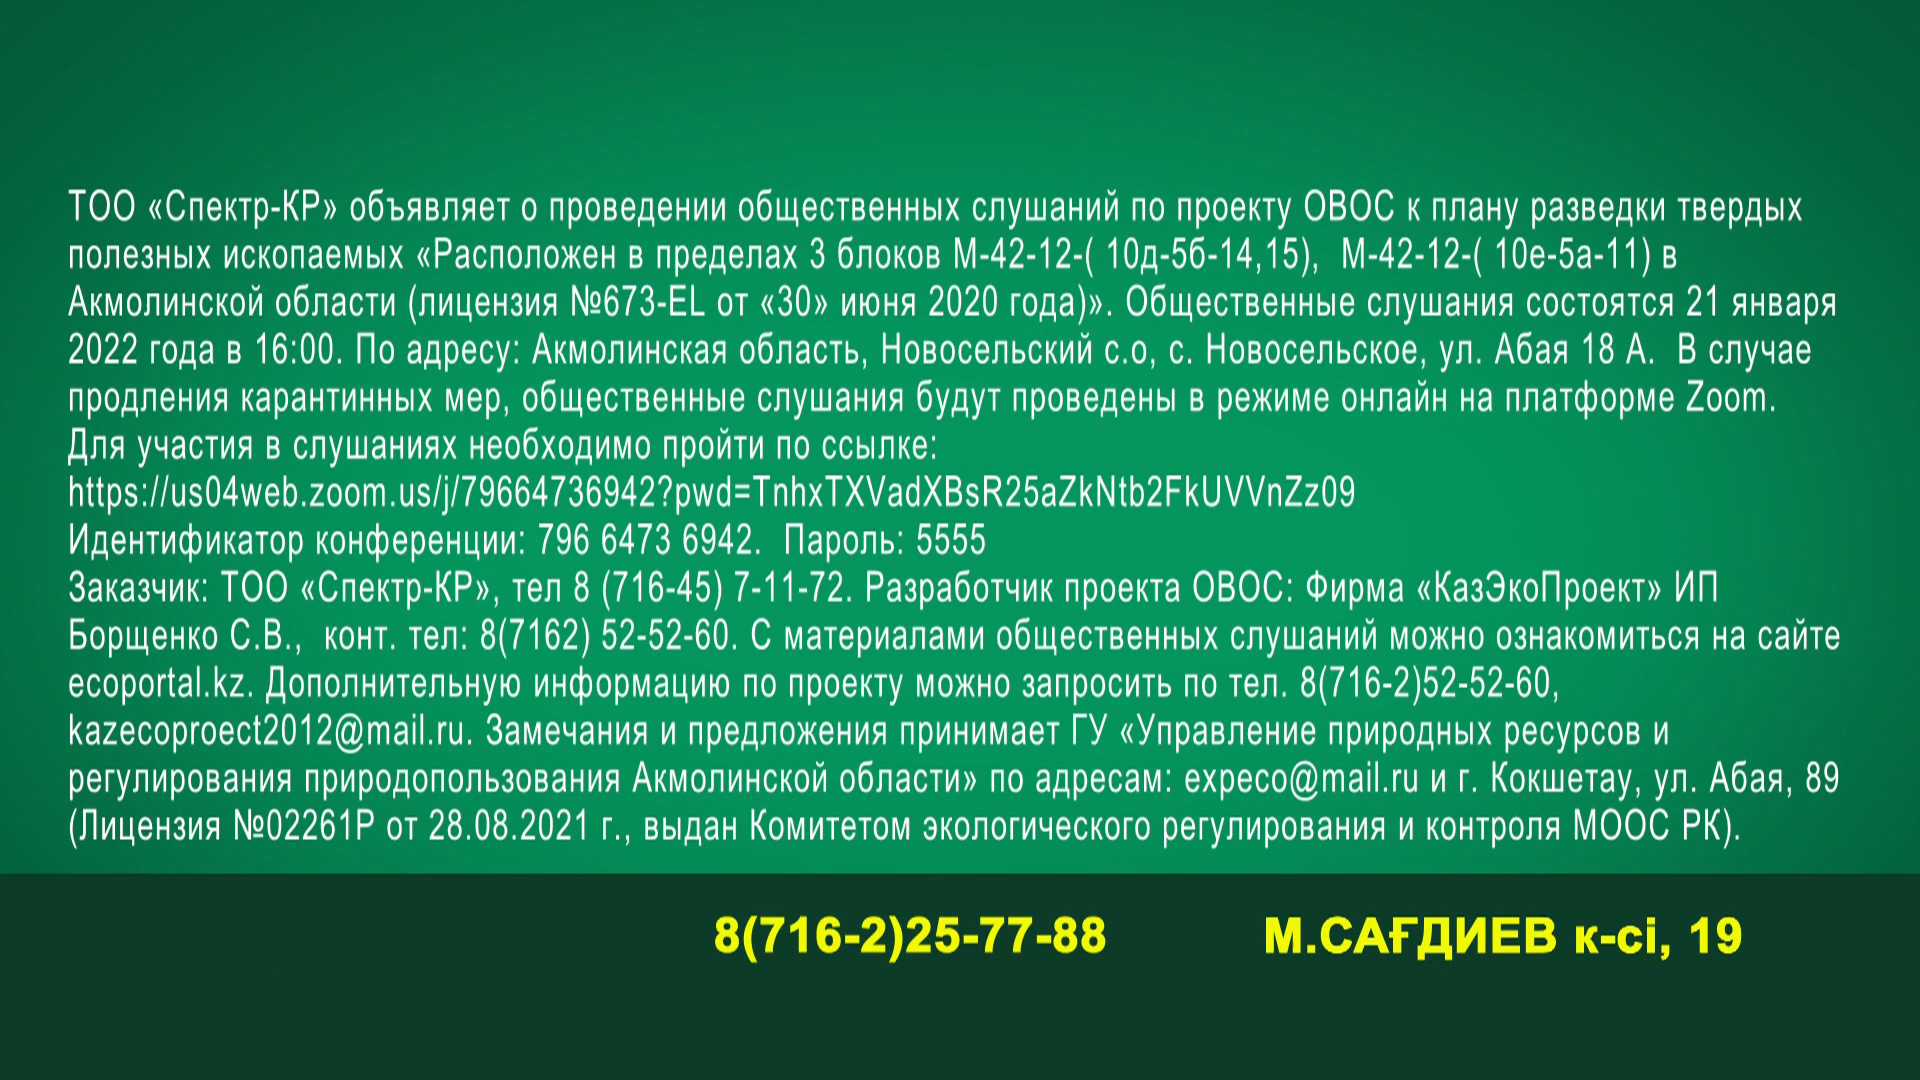 ТОО «Спектр-КР» объявляет о проведении общественных слушаний по проекту ОВОС к плану разведки твердых
полезных ископаемых «Расположен в пределах 3 блоков М-42-12-( 10д-5б-14,15),  М-42-12-( 10е-5а-11) в
Акмолинской области (лицензия №673-EL от «30» июня 2020 года)». Общественные слушания состоятся 21 января
2022 года в 16:00. По адресу: Акмолинская область, Новосельский с.о, с. Новосельское, ул. Абая 18 А.  В случае
продления карантинных мер, общественные слушания будут проведены в режиме онлайн на платформе Zoom.
Для участия в слушаниях необходимо пройти по ссылке:
https://us04web.zoom.us/j/79664736942?pwd=TnhxTXVadXBsR25aZkNtb2FkUVVnZz09
Идентификатор конференции: 796 6473 6942.  Пароль: 5555
Заказчик: ТОО «Спектр-КР», тел 8 (716-45) 7-11-72. Разработчик проекта ОВОС: Фирма «КазЭкоПроект» ИП
Борщенко С.В.,  конт. тел: 8(7162) 52-52-60. С материалами общественных слушаний можно ознакомиться на сайте
ecoportal.kz. Дополнительную информацию по проекту можно запросить по тел. 8(716-2)52-52-60,
kazecoproect2012@mail.ru. Замечания и предложения принимает ГУ «Управление природных ресурсов и
регулирования природопользования Акмолинской области» по адресам: expeco@mail.ru и г. Кокшетау, ул. Абая, 89
(Лицензия №02261Р от 28.08.2021 г., выдан Комитетом экологического регулирования и контроля МООС РК).
8(716-2)25-77-88 М.САҒДИЕВ к-сі, 19